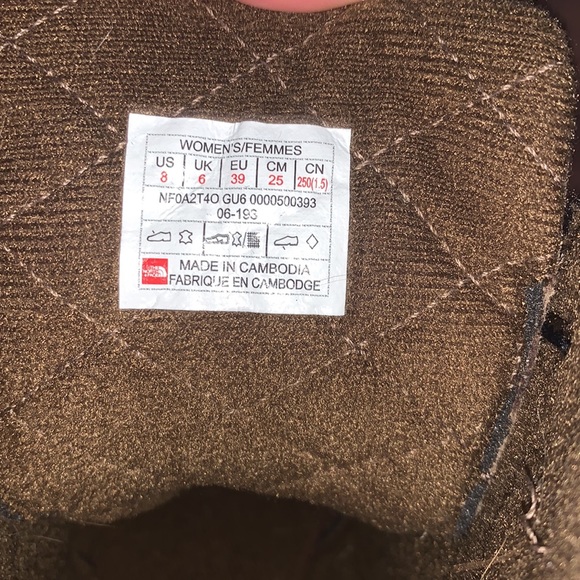 WOMEN'S/FEMMES
US UK EU CM CN
8 6 39 25 250(1.5)
NF0A2T4O GU6 0000500393
06-193
MADE IN CAMBODIA
FABRIQUE EN CAMBODGE